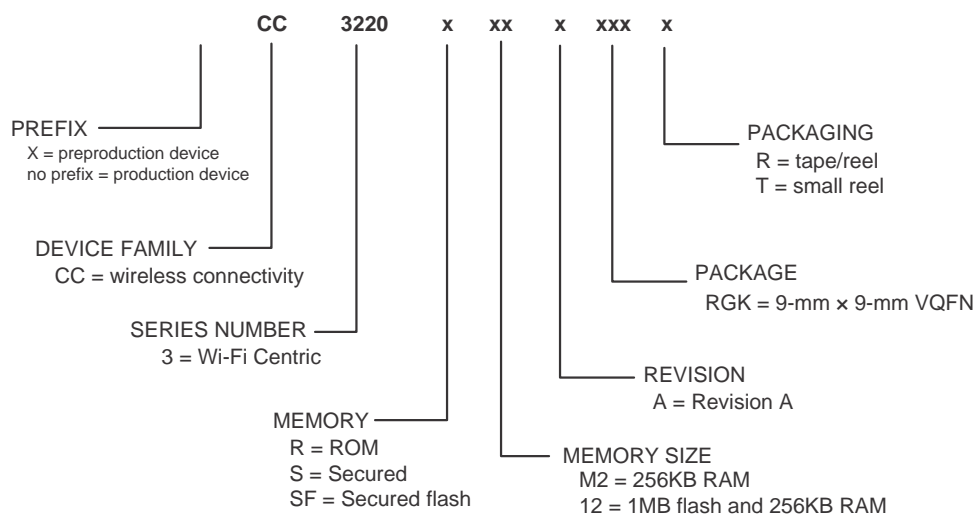 CC 3220 x xx x xxx x
PREFIX
X = preproduction device
no prefix = production device
PACKAGING
R = tape/reel
T = small reel
DEVICE FAMILY
CC = wireless connectivity
PACKAGE
RGK = 9-mm × 9-mm VQFN
SERIES NUMBER
3 = Wi-Fi Centric
REVISION
A = Revision A
MEMORY
R = ROM
S = Secured
SF = Secured flash
MEMORY SIZE
M2 = 256KB RAM
12 = 1MB flash and 256KB RAM